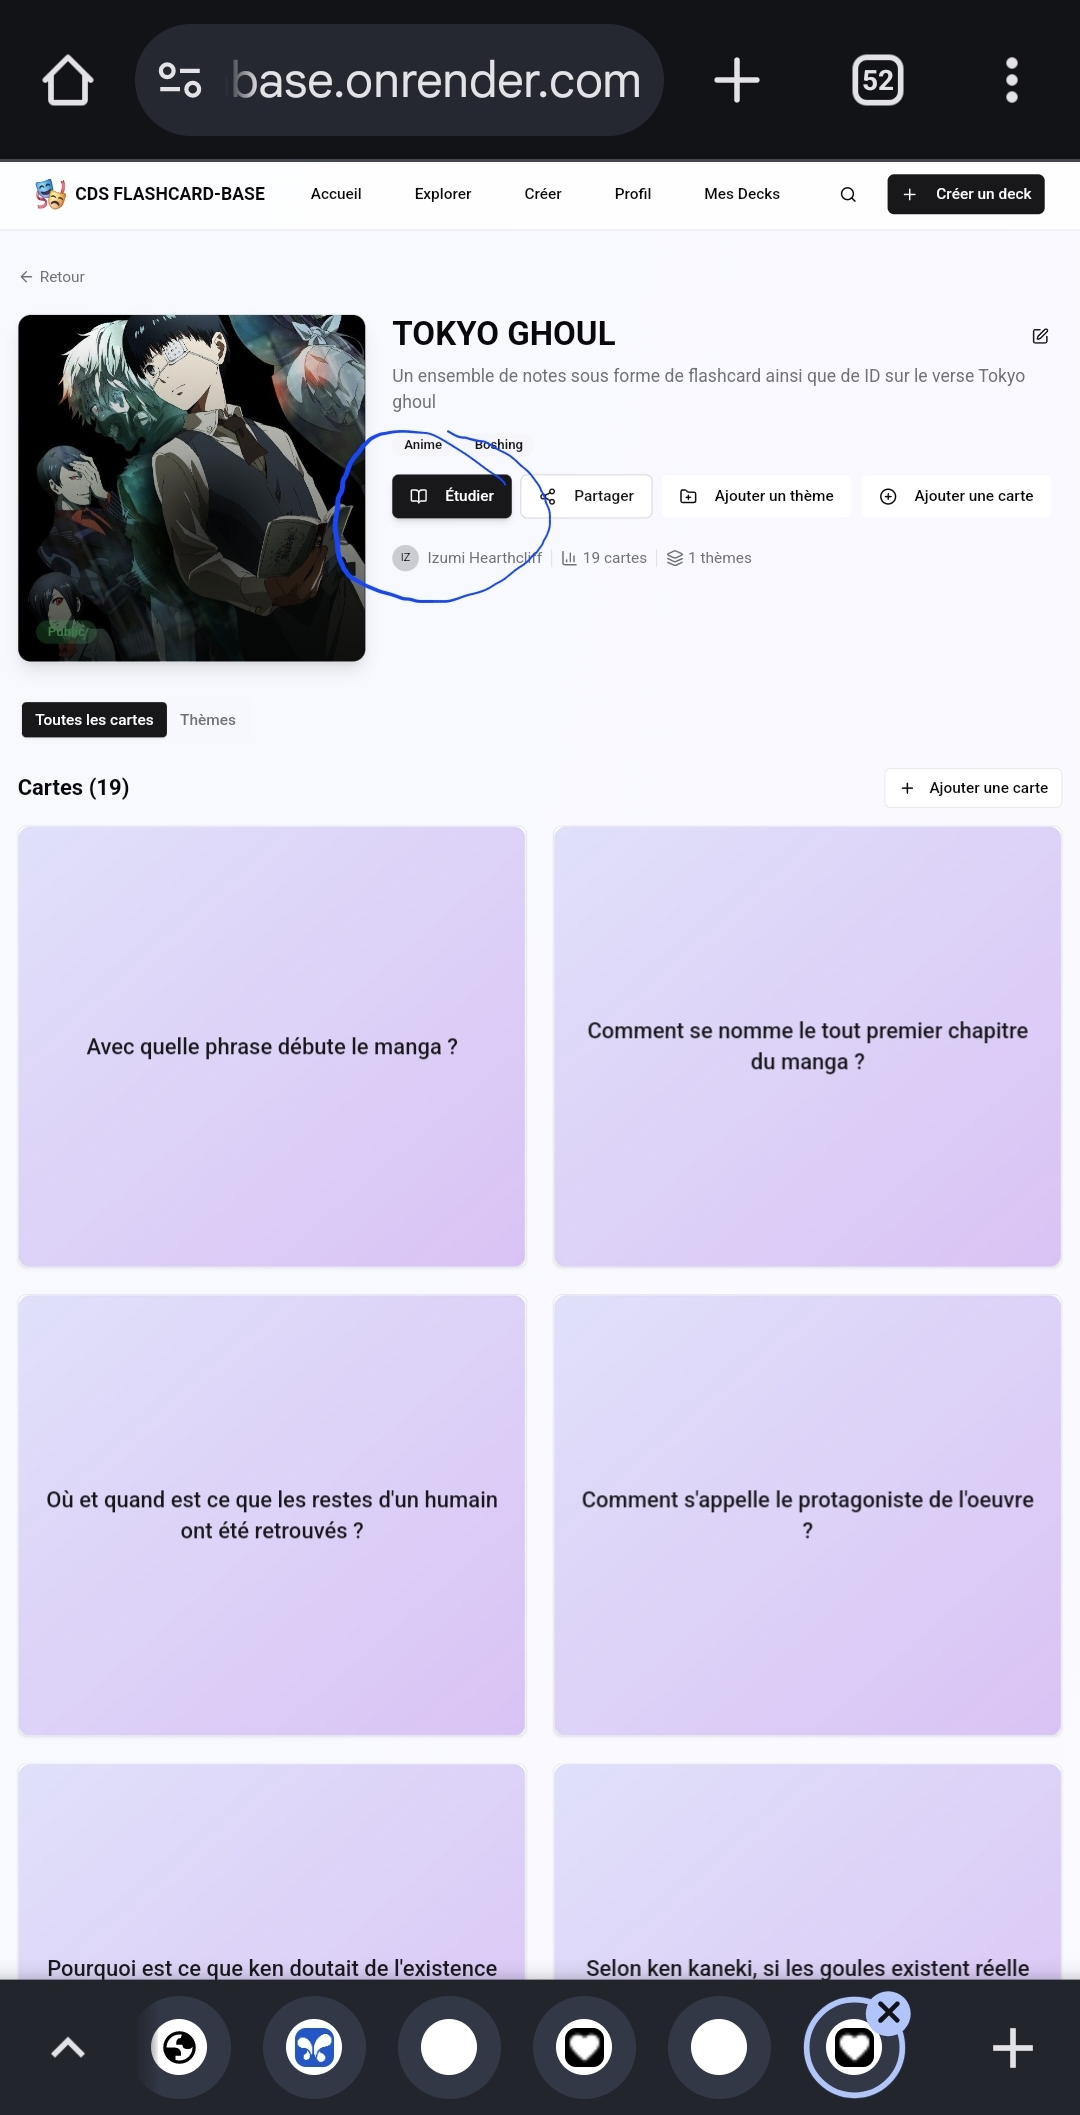 base.onrender.com
52
CDS FLASHCARD-BASE
Accueil
Explorer
Créer
Profil
Mes Decks
Créer un deck
Retour
TOKYO GHOUL
Un ensemble de notes sous forme de flashcard ainsi que de ID sur le verse Tokyo
ghoul
Anime
Boshing
Étudier
Partager
Ajouter un thème
Ajouter une carte
IZ
Izumi Hearthcliff
19 cartes
1 thèmes
Public
Toutes les cartes
Thèmes
Cartes (19)
Ajouter une carte
Avec quelle phrase débute le manga ?
Comment se nomme le tout premier chapitre
du manga ?
Où et quand est ce que les restes d'un humain
ont été retrouvés ?
Comment s'appelle le protagoniste de l'oeuvre
?
Pourquoi est ce que ken doutait de l'existence
Selon ken kaneki, si les goules existent réelle